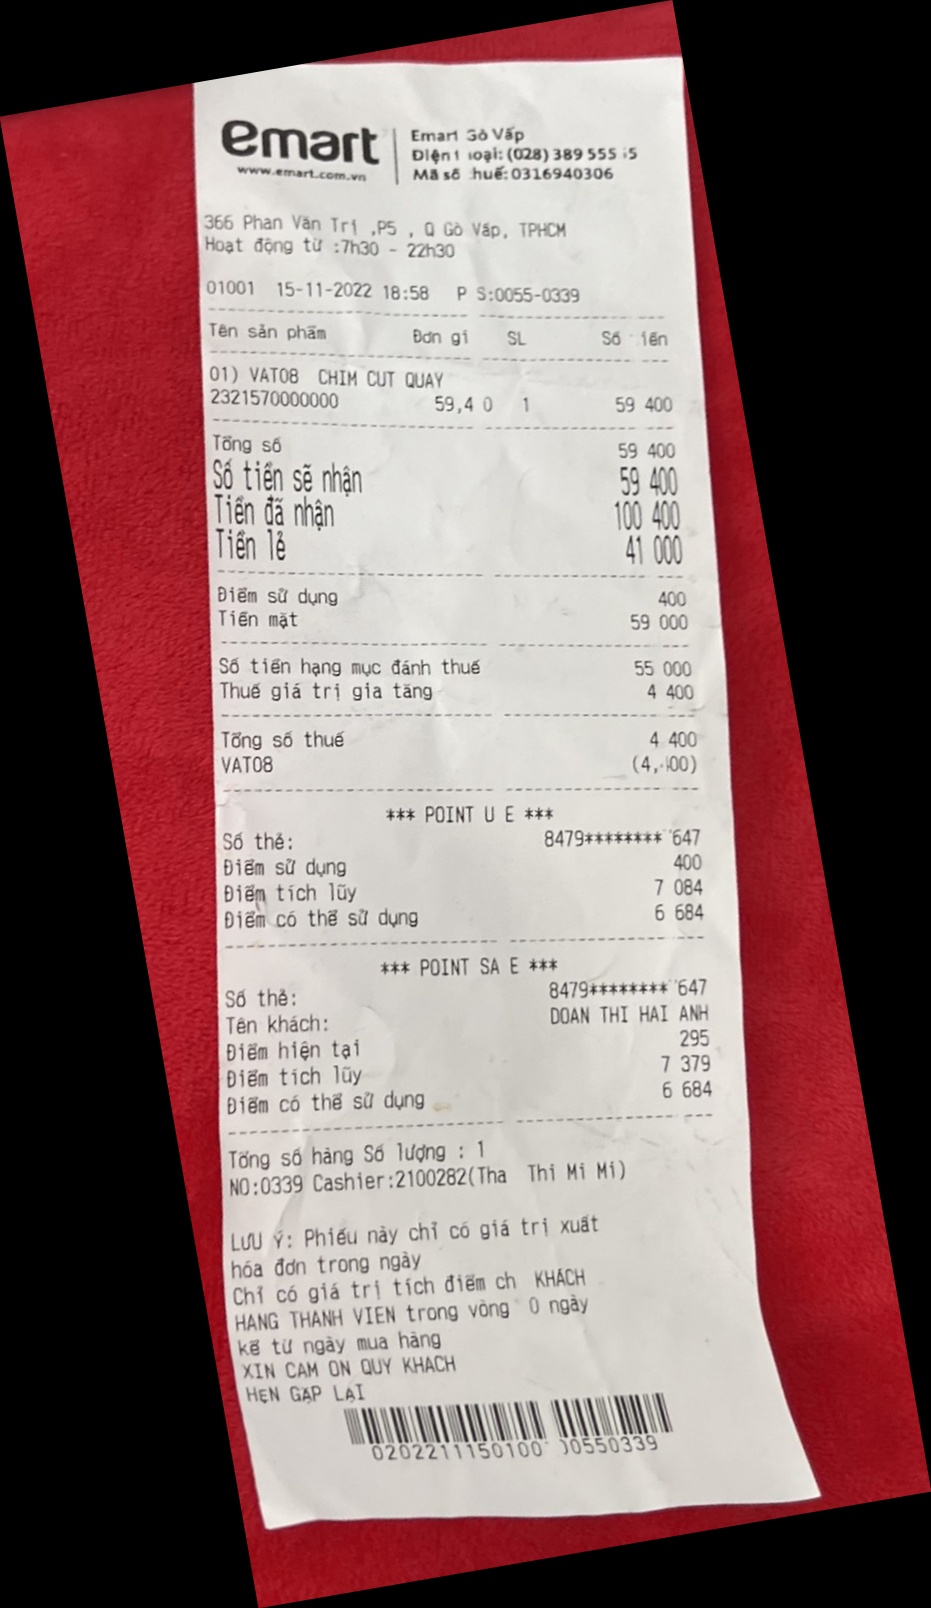 emart
www.emart.com.vn
Emart Gò Vấp
Điện thoại: (028) 389 555
Mã số thuế: 0316940306
366 Phan Văn Trị ,P5 , Q Gò Vấp, TPHCM
Hoạt động từ :7h30 - 22h30
01001 15-11-2022 18:58 P S:0055-0339
Tên sản phẩm Đơn gi SL Số tiền
01) VAT08 CHIM CUT QUAY
2321570000000 59,4 0 1 59 400
Tổng số 59 400
Số tiền sẽ nhận 59 400
Tiền đã nhận 100 400
Tiền lẻ 41 000
Điểm sử dụng 400
Tiền mặt 59 000
Số tiền hạng mục đánh thuế 55 000
Thuế giá trị gia tăng 4 400
Tổng số thuế 4 400
VAT08 (4,400)
*** POINT U E ***
Số thẻ: 8479******** 647
Điểm sử dụng 400
Điểm tích lũy 7 084
Điểm có thể sử dụng 6 684
*** POINT SA E ***
Số thẻ: 8479******** 647
Tên khách: DOAN THI HAI ANH
Điểm hiện tại 295
Điểm tích lũy 7 379
Điểm có thể sử dụng 6 684
Tổng số hàng Số lượng : 1
NO:0339 Cashier:2100282(Tha Thi Mi Mi)
LƯU Ý: Phiếu này chỉ có giá trị xuất
hóa đơn trong ngày
Chỉ có giá trị tích điểm ch KHÁCH
HANG THANH VIEN trong vòng 0 ngày
kể từ ngày mua hàng
XIN CAM ON QUY KHACH
HẸN GẶP LẠI
0202211150100 00550339